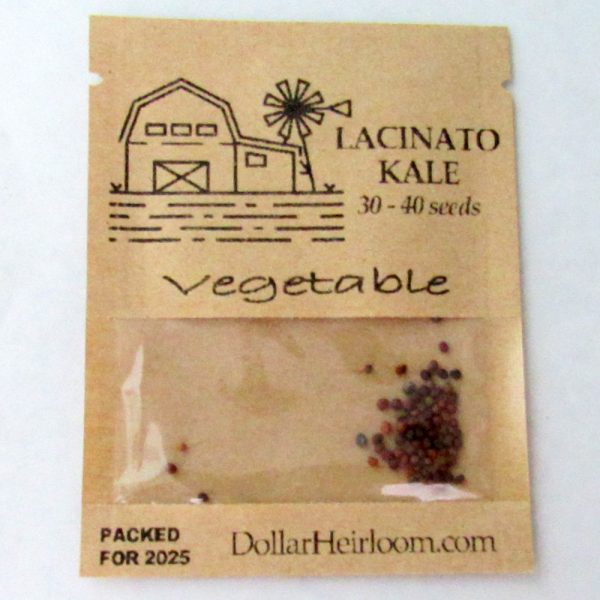 LACINATO
KALE
30 - 40 seeds
Vegetable
PACKED
FOR 2025
DollarHeirloom.com